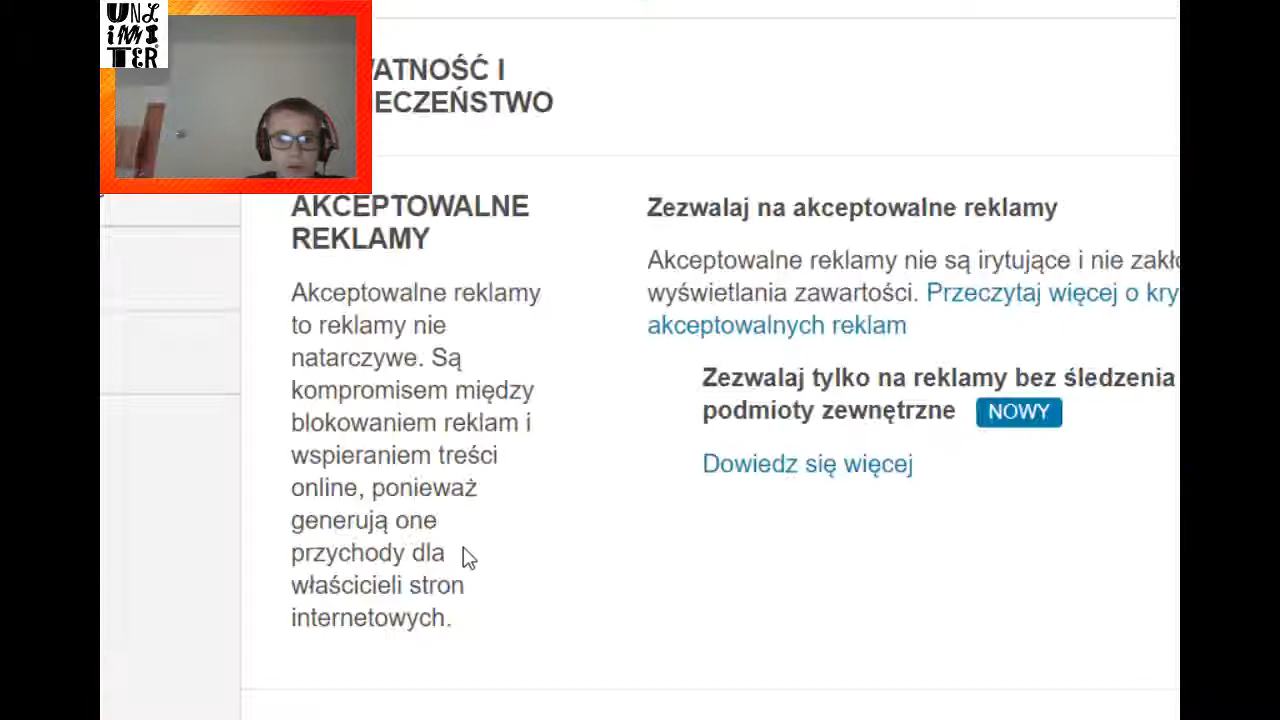 UNLiMITER
WATNOŚĆ I
ECZEŃSTWO
AKCEPTOWALNE
REKLAMY
Akceptowalne reklamy
to reklamy nie
natarczywe. Są
kompromisem między
blokowaniem reklam i
wspieraniem treści
online, ponieważ
generują one
przychody dla
właścicieli stron
internetowych.
Zezwalaj na akceptowalne reklamy
Akceptowalne reklamy nie są irytujące i nie zakłó
wyświetlania zawartości. Przeczytaj więcej o kry
akceptowalnych reklam
Zezwalaj tylko na reklamy bez śledzenia
podmioty zewnętrzne NOWY
Dowiedz się więcej